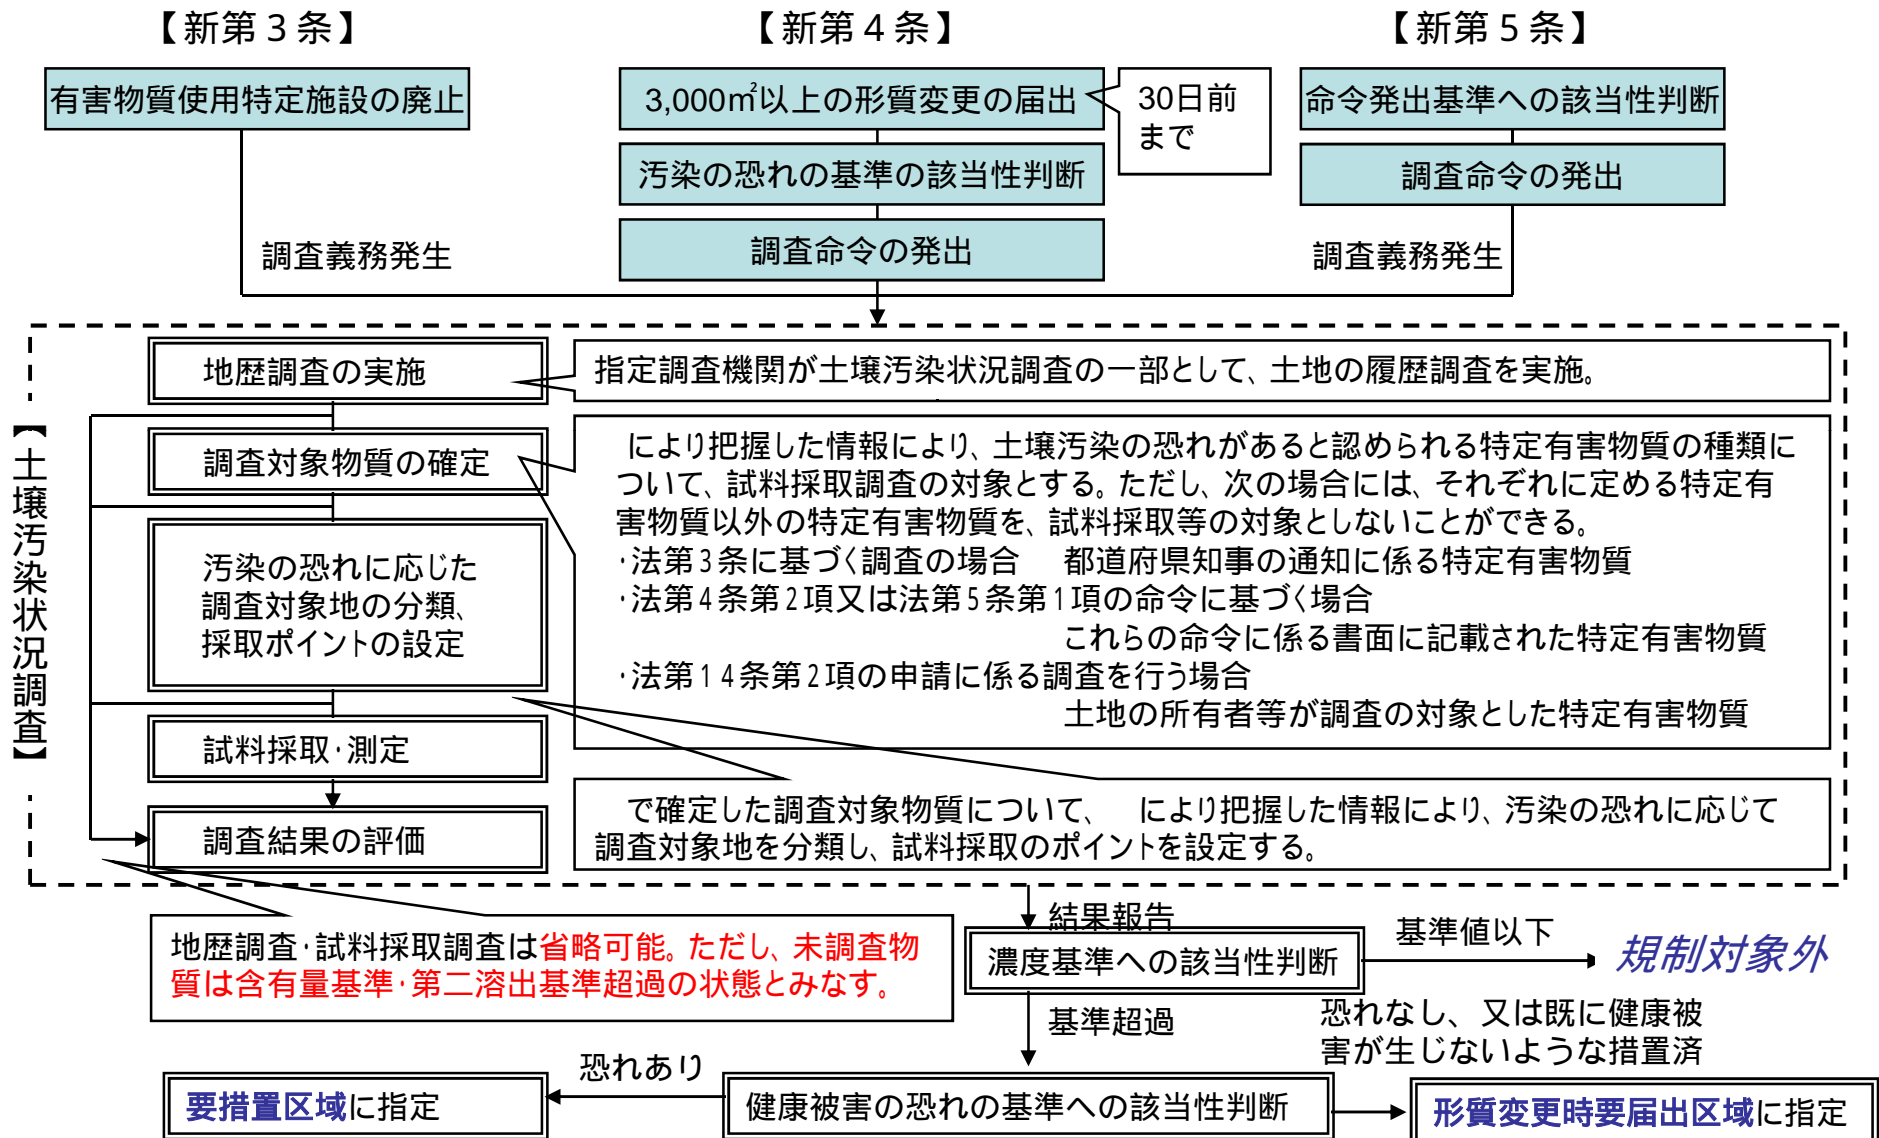 【新第3条】
【新第4条】
【新第5条】
有害物質使用特定施設の廃止
3,000㎡以上の形質変更の届出
30日前
まで
命令発出基準への該当性判断
汚染の恐れの基準の該当性判断
調査命令の発出
調査命令の発出
調査義務発生
調査義務発生
【土壌汚染状況調査】
地歴調査の実施
指定調査機関が土壌汚染状況調査の一部として、土地の履歴調査を実施。
調査対象物質の確定
により把握した情報により、土壌汚染の恐れがあると認められる特定有害物質の種類に
ついて、試料採取調査の対象とする。ただし、次の場合には、それぞれに定める特定有
害物質以外の特定有害物質を、試料採取等の対象としないことができる。
・法第3条に基づく調査の場合　都道府県知事の通知に係る特定有害物質
・法第4条第2項又は法第5条第1項の命令に基づく場合
これらの命令に係る書面に記載された特定有害物質
・法第14条第2項の申請に係る調査を行う場合
土地の所有者等が調査の対象とした特定有害物質
汚染の恐れに応じた
調査対象地の分類、
採取ポイントの設定
試料採取・測定
で確定した調査対象物質について、　により把握した情報により、汚染の恐れに応じて
調査対象地を分類し、試料採取のポイントを設定する。
調査結果の評価
地歴調査・試料採取調査は省略可能。ただし、未調査物
質は含有量基準・第二溶出基準超過の状態とみなす。
結果報告
濃度基準への該当性判断
基準値以下
規制対象外
基準超過
恐れなし、又は既に健康被
害が生じないような措置済
恐れあり
要措置区域に指定
健康被害の恐れの基準への該当性判断
形質変更時要届出区域に指定